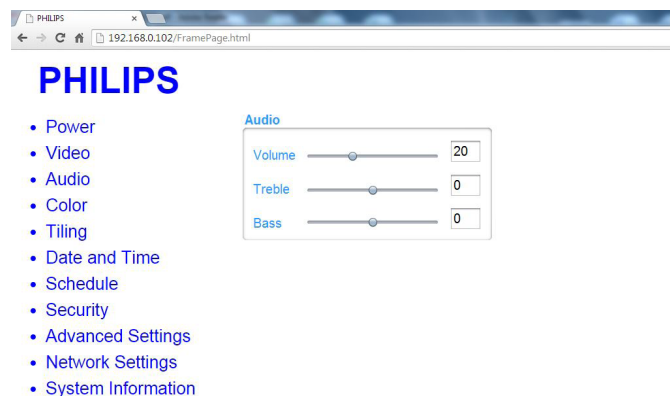 PHILIPS
192.168.0.102/FramePage.html
PHILIPS
Power
Video
Audio
Color
Tiling
Date and Time
Schedule
Security
Advanced Settings
Network Settings
System Information
Audio
Volume 20
Treble 0
Bass 0